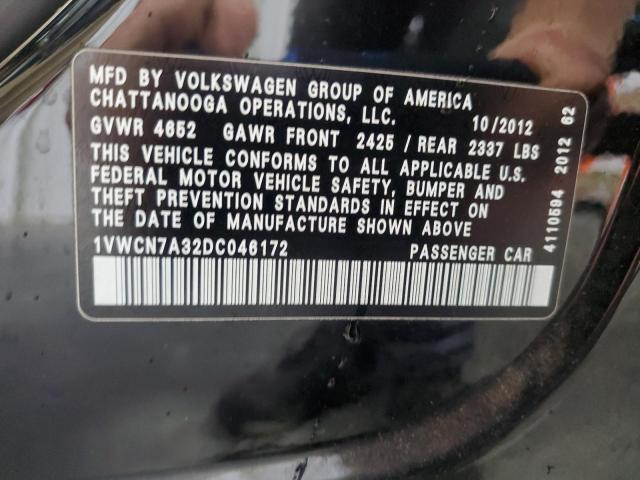 MFD BY VOLKSWAGEN GROUP OF AMERICA
CHATTANOOGA OPERATIONS, LLC. 10/2012
GVWR 4652 GAWR FRONT 2425 / REAR 2337 LBS
THIS VEHICLE CONFORMS TO ALL APPLICABLE U.S.
FEDERAL MOTOR VEHICLE SAFETY, BUMPER AND
THEFT PREVENTION STANDARDS IN EFFECT ON
THE DATE OF MANUFACTURE SHOWN ABOVE
1VWCN7A32DC046172 PASSENGER CAR
4110594 2012 62